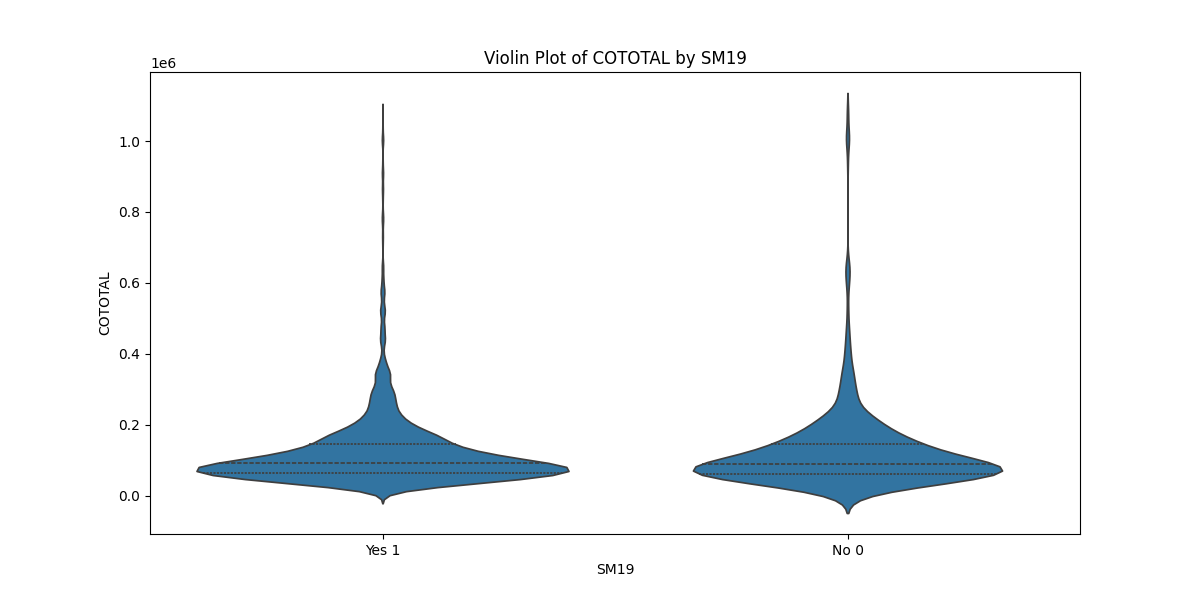 Violin Plot of COTOTAL by SM19
1e6
1.0
0.8
0.6
0.4
0.2
0.0
COTOTAL
Yes 1
No 0
SM19